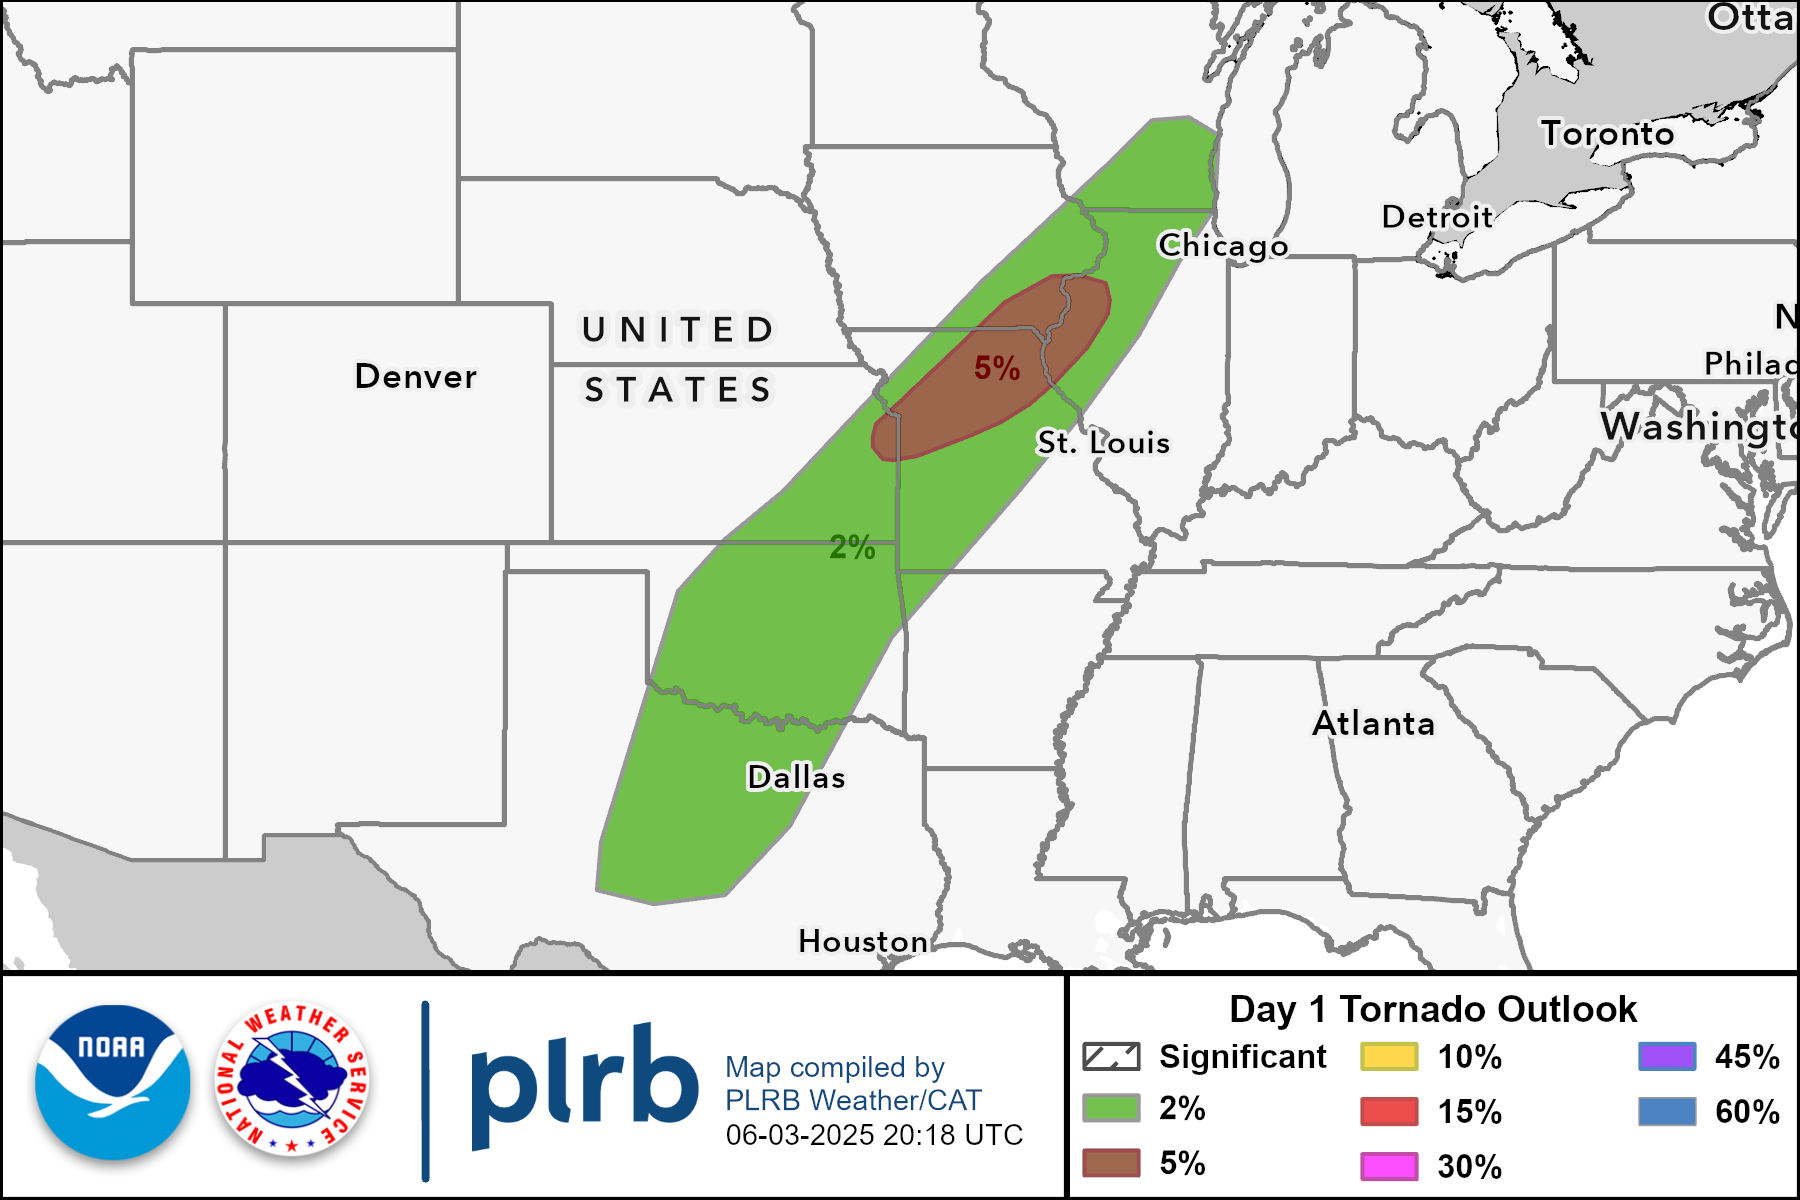 Otta
Toronto
Detroit
Chicago
UNITED
STATES
Denver
N
Philad
5%
Washingto
St. Louis
2%
Atlanta
Dallas
Houston
NOAA
NATIONAL WEATHER SERVICE
plrb
Map compiled by
PLRB Weather/CAT
06-03-2025 20:18 UTC
Day 1 Tornado Outlook
Significant
2%
5%
10%
15%
30%
45%
60%